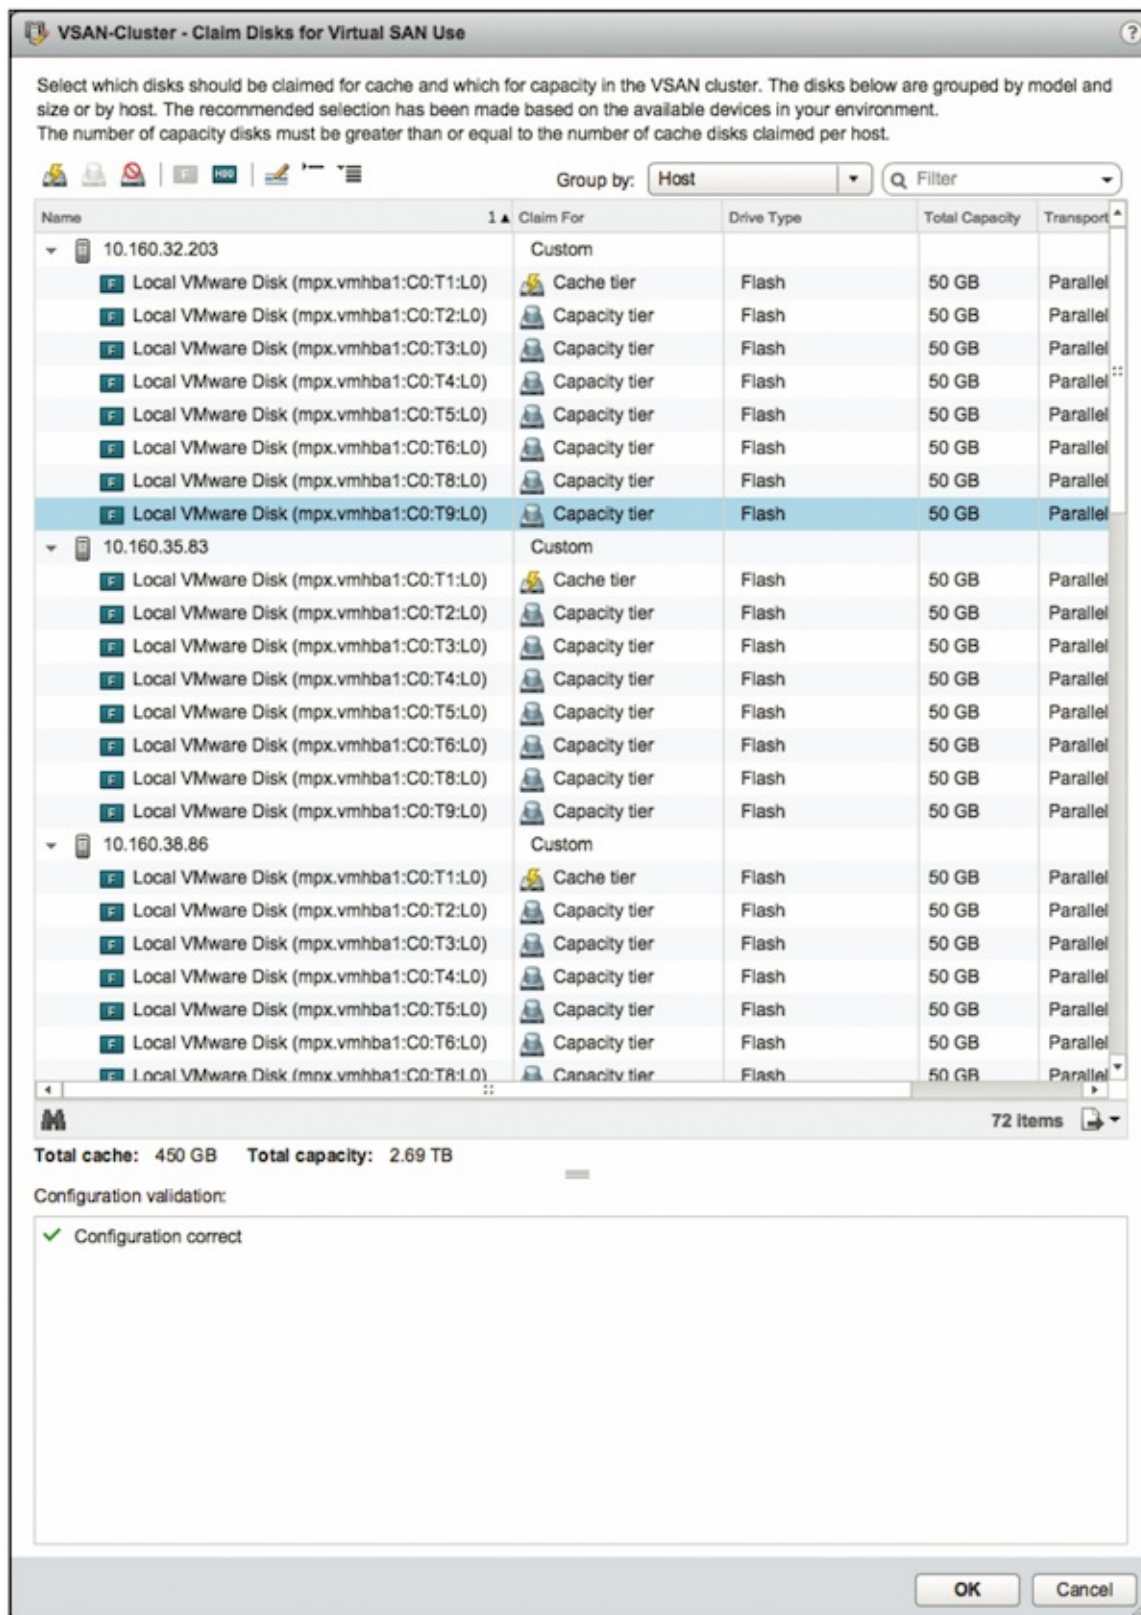 VSAN-Cluster - Claim Disks for Virtual SAN Use
?
Select which disks should be claimed for cache and which for capacity in the VSAN cluster. The disks below are grouped by model and
size or by host. The recommended selection has been made based on the available devices in your environment.
The number of capacity disks must be greater than or equal to the number of cache disks claimed per host.
F HDD Group by: Host Filter
Name 1 Claim For Drive Type Total Capacity Transport
10.160.32.203 Custom
F Local VMware Disk (mpx.vmhba1:C0:T1:L0) Cache tier Flash 50 GB Parallel
F Local VMware Disk (mpx.vmhba1:C0:T2:L0) Capacity tier Flash 50 GB Parallel
F Local VMware Disk (mpx.vmhba1:C0:T3:L0) Capacity tier Flash 50 GB Parallel
F Local VMware Disk (mpx.vmhba1:C0:T4:L0) Capacity tier Flash 50 GB Parallel
F Local VMware Disk (mpx.vmhba1:C0:T5:L0) Capacity tier Flash 50 GB Parallel
F Local VMware Disk (mpx.vmhba1:C0:T6:L0) Capacity tier Flash 50 GB Parallel
F Local VMware Disk (mpx.vmhba1:C0:T8:L0) Capacity tier Flash 50 GB Parallel
F Local VMware Disk (mpx.vmhba1:C0:T9:L0) Capacity tier Flash 50 GB Parallel
10.160.35.83 Custom
F Local VMware Disk (mpx.vmhba1:C0:T1:L0) Cache tier Flash 50 GB Parallel
F Local VMware Disk (mpx.vmhba1:C0:T2:L0) Capacity tier Flash 50 GB Parallel
F Local VMware Disk (mpx.vmhba1:C0:T3:L0) Capacity tier Flash 50 GB Parallel
F Local VMware Disk (mpx.vmhba1:C0:T4:L0) Capacity tier Flash 50 GB Parallel
F Local VMware Disk (mpx.vmhba1:C0:T5:L0) Capacity tier Flash 50 GB Parallel
F Local VMware Disk (mpx.vmhba1:C0:T6:L0) Capacity tier Flash 50 GB Parallel
F Local VMware Disk (mpx.vmhba1:C0:T8:L0) Capacity tier Flash 50 GB Parallel
F Local VMware Disk (mpx.vmhba1:C0:T9:L0) Capacity tier Flash 50 GB Parallel
10.160.38.86 Custom
F Local VMware Disk (mpx.vmhba1:C0:T1:L0) Cache tier Flash 50 GB Parallel
F Local VMware Disk (mpx.vmhba1:C0:T2:L0) Capacity tier Flash 50 GB Parallel
F Local VMware Disk (mpx.vmhba1:C0:T3:L0) Capacity tier Flash 50 GB Parallel
F Local VMware Disk (mpx.vmhba1:C0:T4:L0) Capacity tier Flash 50 GB Parallel
F Local VMware Disk (mpx.vmhba1:C0:T5:L0) Capacity tier Flash 50 GB Parallel
F Local VMware Disk (mpx.vmhba1:C0:T6:L0) Capacity tier Flash 50 GB Parallel
F Local VMware Disk (mpx.vmhba1:C0:T8:L0) Capacity tier Flash 50 GB Parallel
72 items
Total cache: 450 GB Total capacity: 2.69 TB
Configuration validation:
Configuration correct
OK Cancel